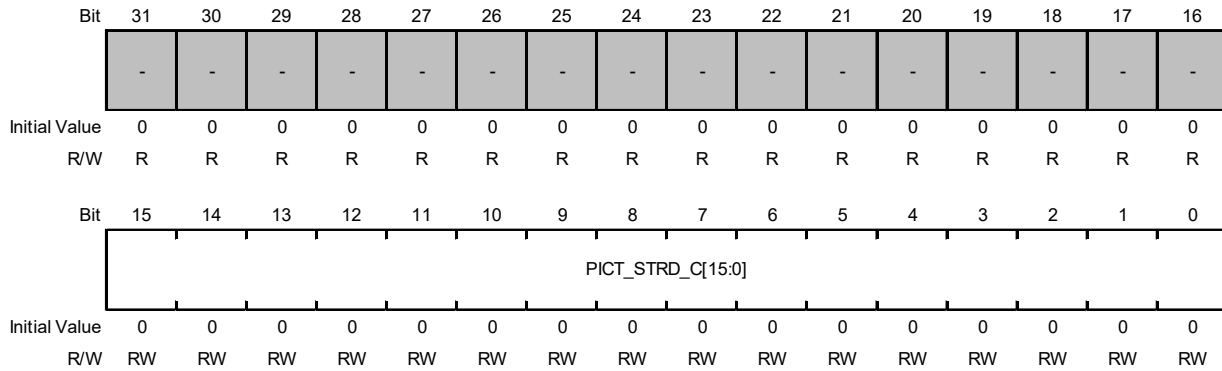 Bit 31 30 29 28 27 26 25 24 23 22 21 20 19 18 17 16
- - - - - - - - - - - - - - - -
Initial Value 0 0 0 0 0 0 0 0 0 0 0 0 0 0 0 0
R/W R R R R R R R R R R R R R R R R
Bit 15 14 13 12 11 10 9 8 7 6 5 4 3 2 1 0
PICT_STRD_C[15:0]
Initial Value 0 0 0 0 0 0 0 0 0 0 0 0 0 0 0 0
R/W RW RW RW RW RW RW RW RW RW RW RW RW RW RW RW RW